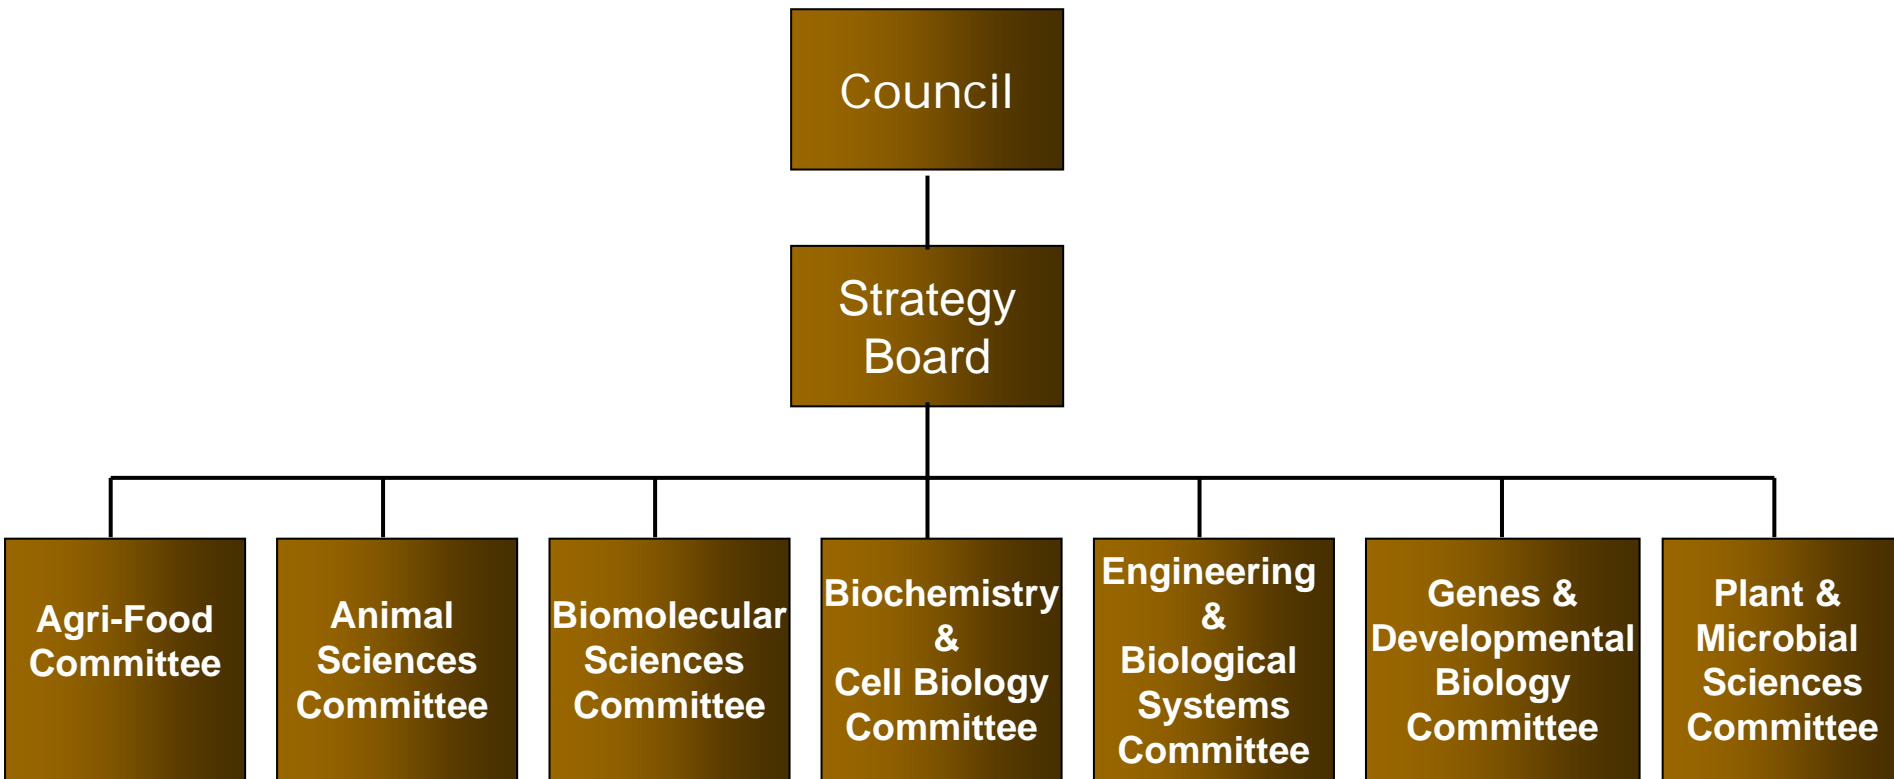 Council
Strategy
Board
Agri-Food
Committee
Animal
Sciences
Committee
Biomolecular
Sciences
Committee
Biochemistry
&
Cell Biology
Committee
Engineering
&
Biological
Systems
Committee
Genes &
Developmental
Biology
Committee
Plant &
Microbial
Sciences
Committee